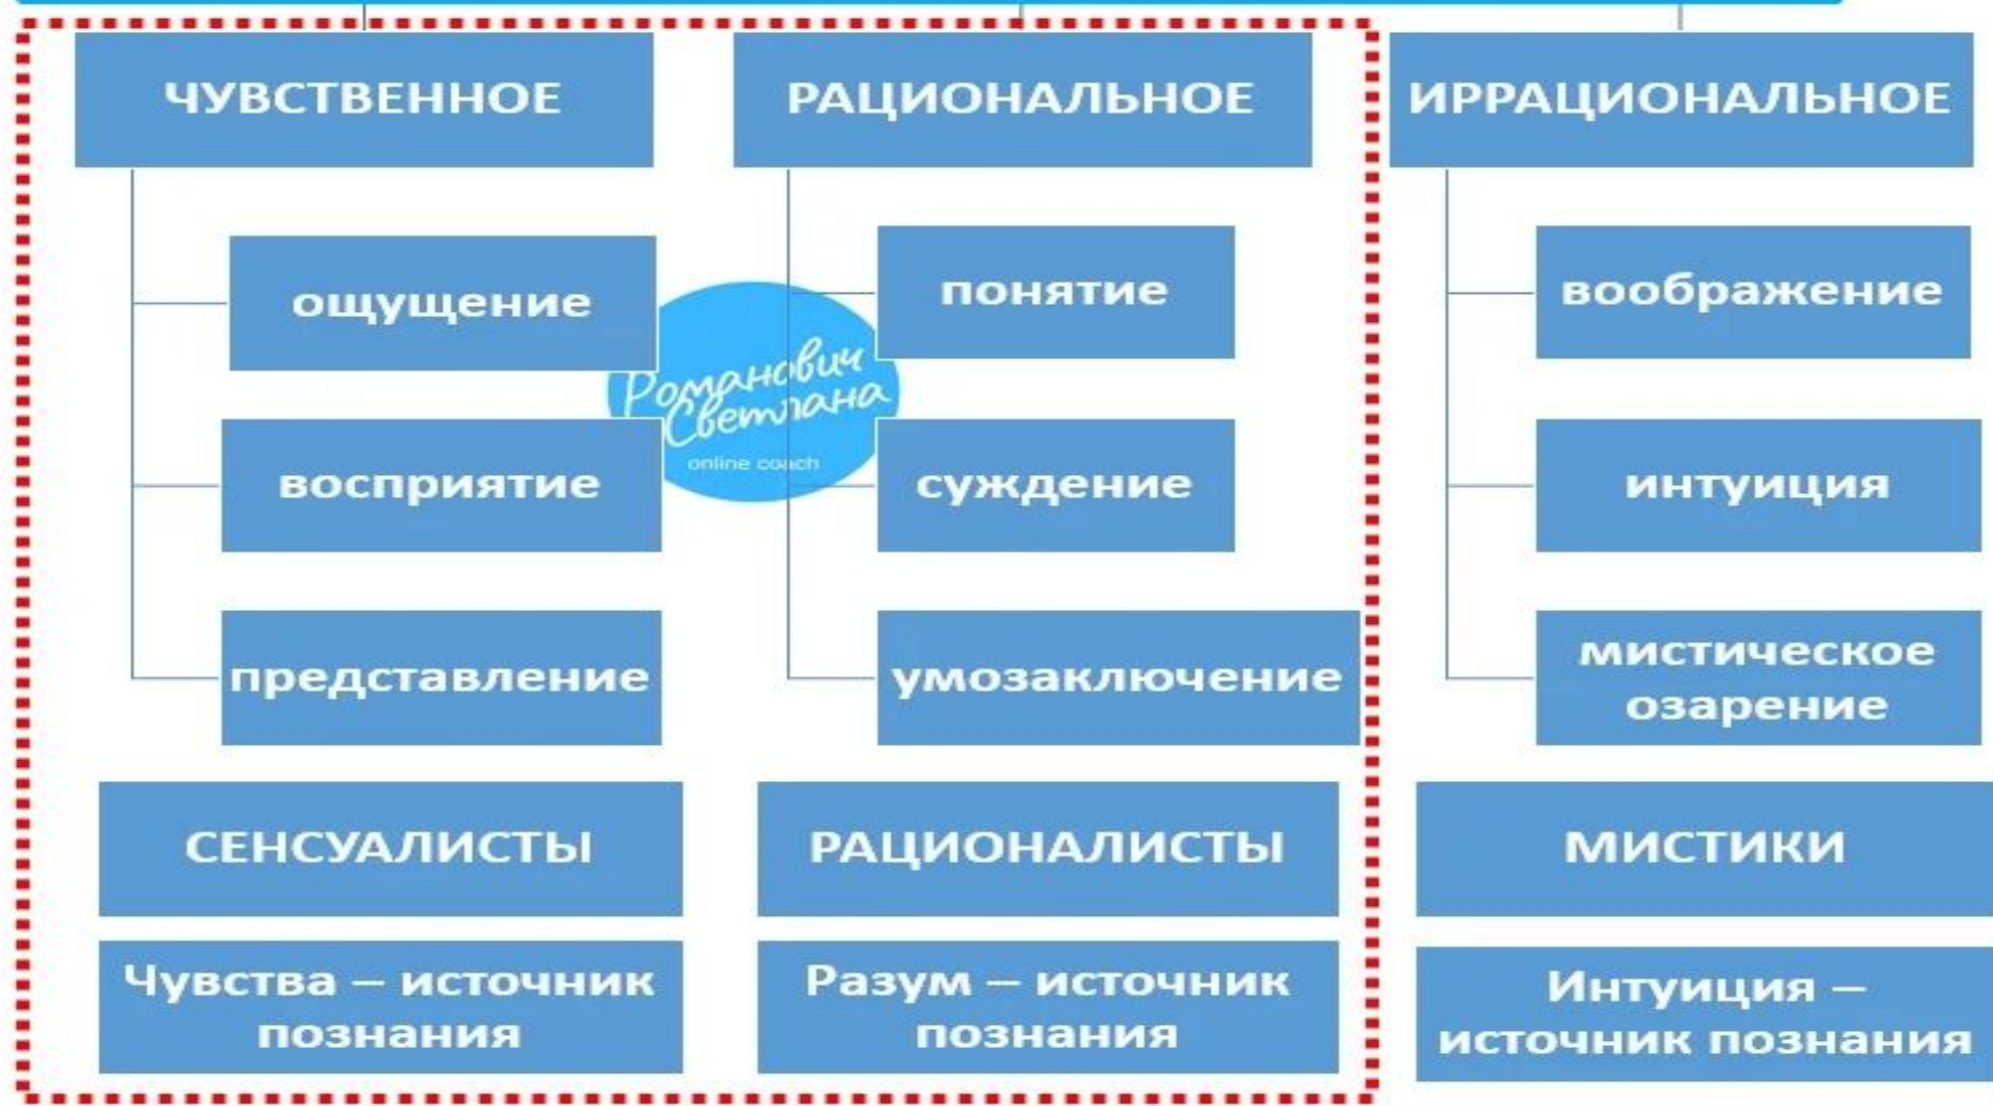 ЧУВСТВЕННОЕ
ощущение
восприятие
представление
СЕНСУАЛИСТЫ
Чувства – источник
познания
РАЦИОНАЛЬНОЕ
понятие
суждение
умозаключение
РАЦИОНАЛИСТЫ
Разум – источник
познания
ИРРАЦИОНАЛЬНОЕ
воображение
интуиция
мистическое
озарение
МИСТИКИ
Интуиция –
источник познания
Романович
Светлана
online coach